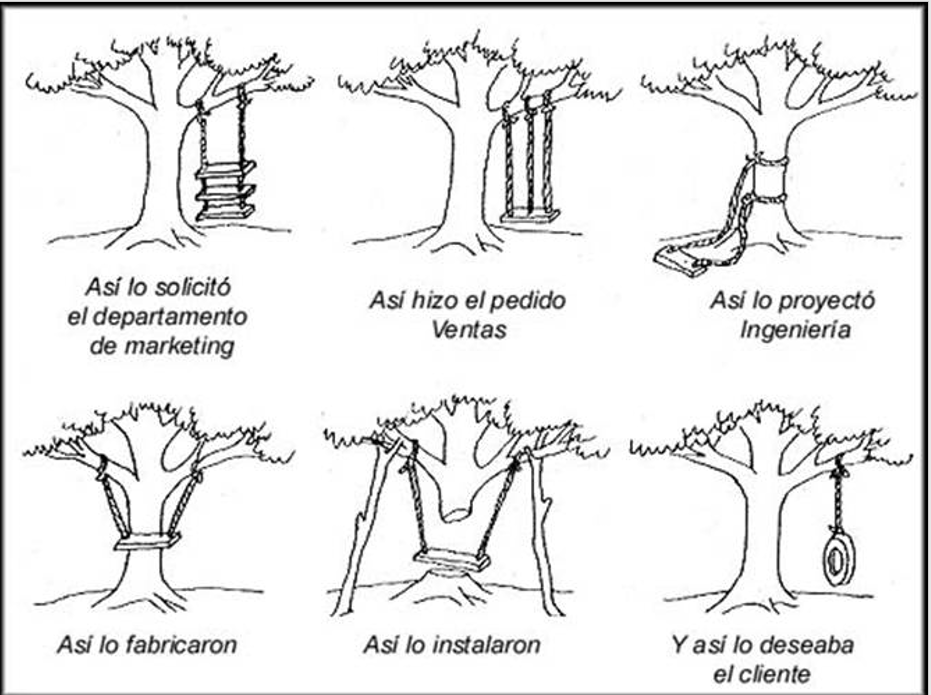 Así lo solicitó
el departamento
de marketing
Así hizo el pedido
Ventas
Así lo proyectó
Ingeniería
Así lo fabricaron
Así lo instalaron
Y así lo deseaba
el cliente